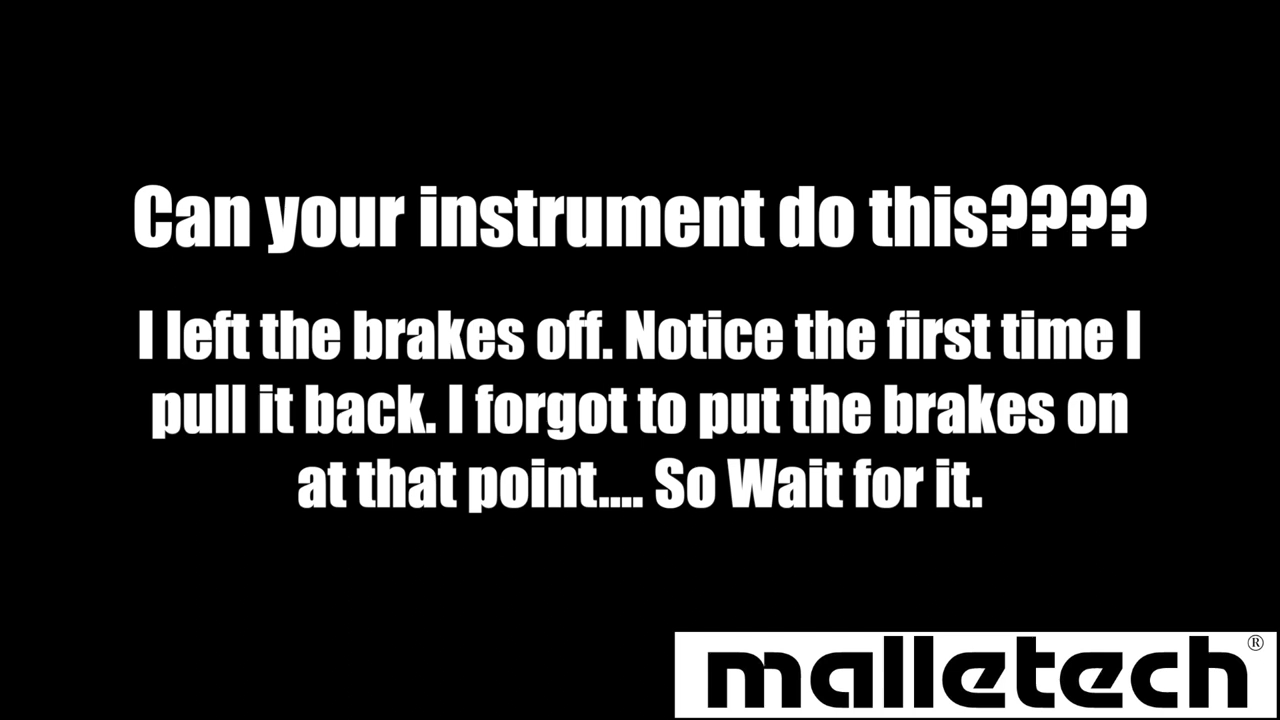 Can your instrument do this????
I left the brakes off. Notice the first time I
pull it back. I forgot to put the brakes on
at that point.... So Wait for it.
malletech®